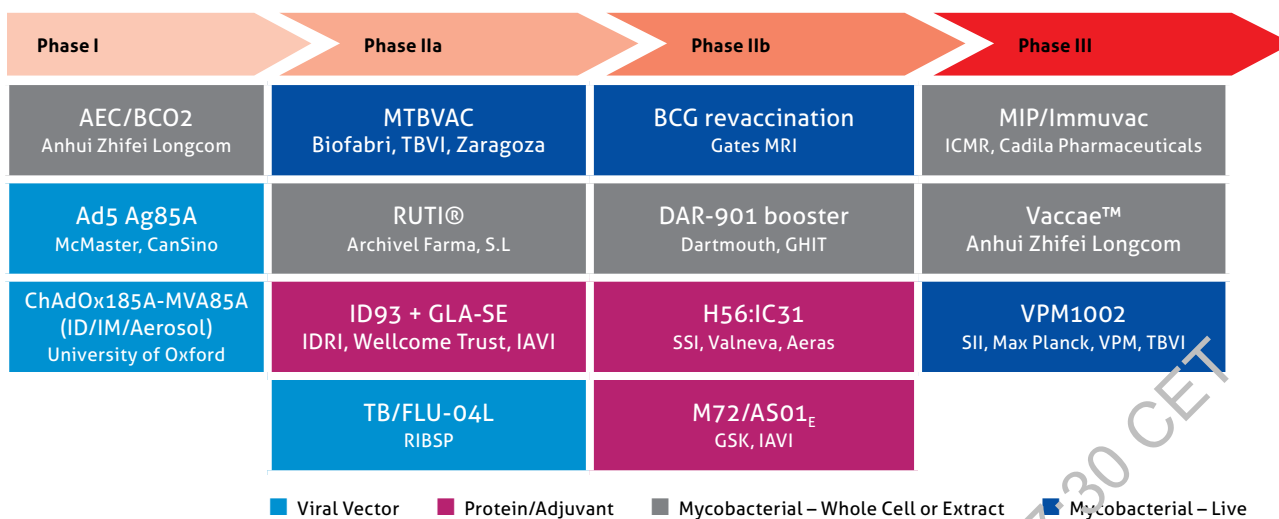 Phase I
Phase IIa
Phase IIb
Phase III
AEC/BCO2
Anhui Zhifei Longcom
MTBVAC
Biofabri, TBVI, Zaragoza
BCG revaccination
Gates MRI
MIP/Immuvac
ICMR, Cadila Pharmaceuticals
Ad5 Ag85A
McMaster, CanSino
RUTI®
Archivel Farma, S.L
DAR-901 booster
Dartmouth, GHIT
Vaccae™
Anhui Zhifei Longcom
ChAdOx185A-MVA85A
(ID/IM/Aerosol)
University of Oxford
ID93 + GLA-SE
IDRI, Wellcome Trust, IAVI
H56:IC31
SSI, Valneva, Aeras
VPM1002
SII, Max Planck, VPM, TBVI
TB/FLU-04L
RIBSP
M72/AS01E
GSK, IAVI
Viral Vector
Protein/Adjuvant
Mycobacterial – Whole Cell or Extract
Mycobacterial – Live
:30 CET